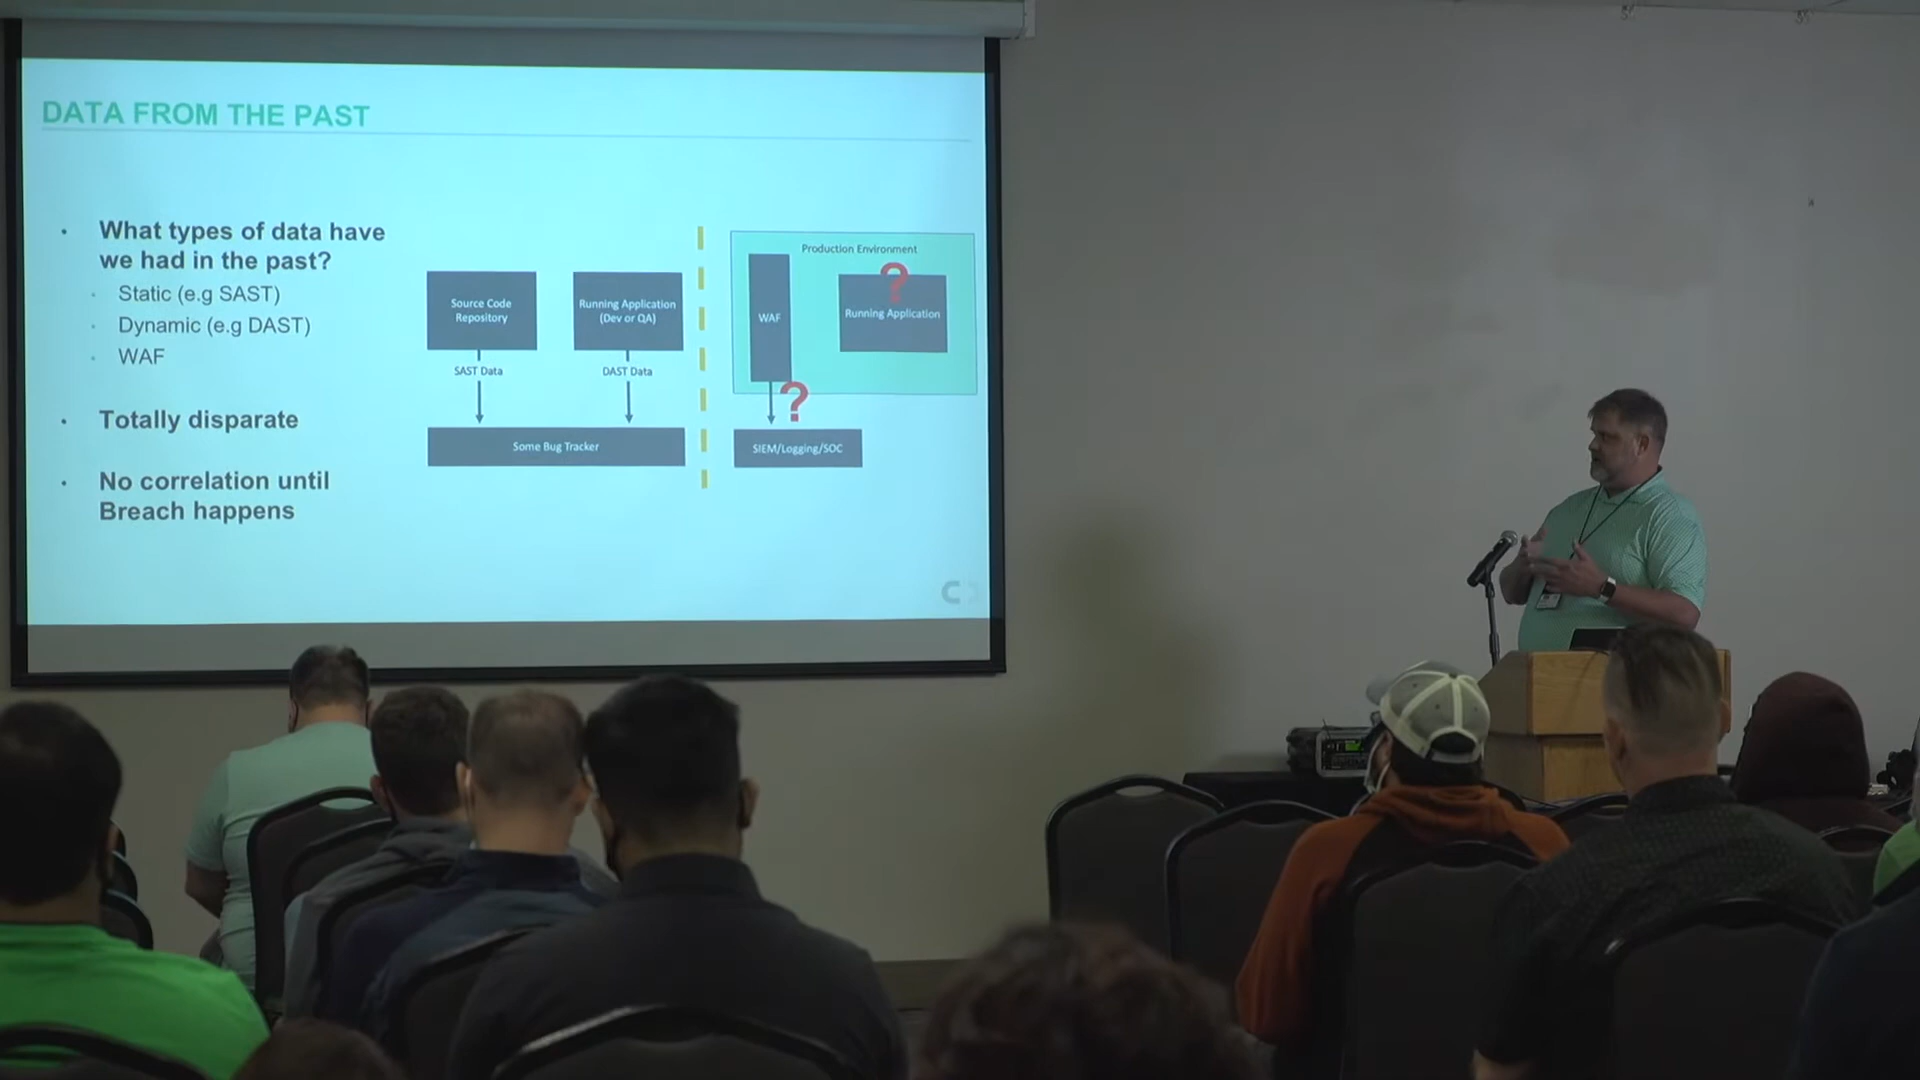 DATA FROM THE PAST
What types of data have
we had in the past?
Static (e.g SAST)
Dynamic (e.g DAST)
WAF
Totally disparate
No correlation until
Breach happens
Source Code
Repository
Running Application
(Dev or QA)
SAST Data
DAST Data
Some Bug Tracker
Production Environment
WAF
?
Running Application
?
SIEM/Logging/SOC
C